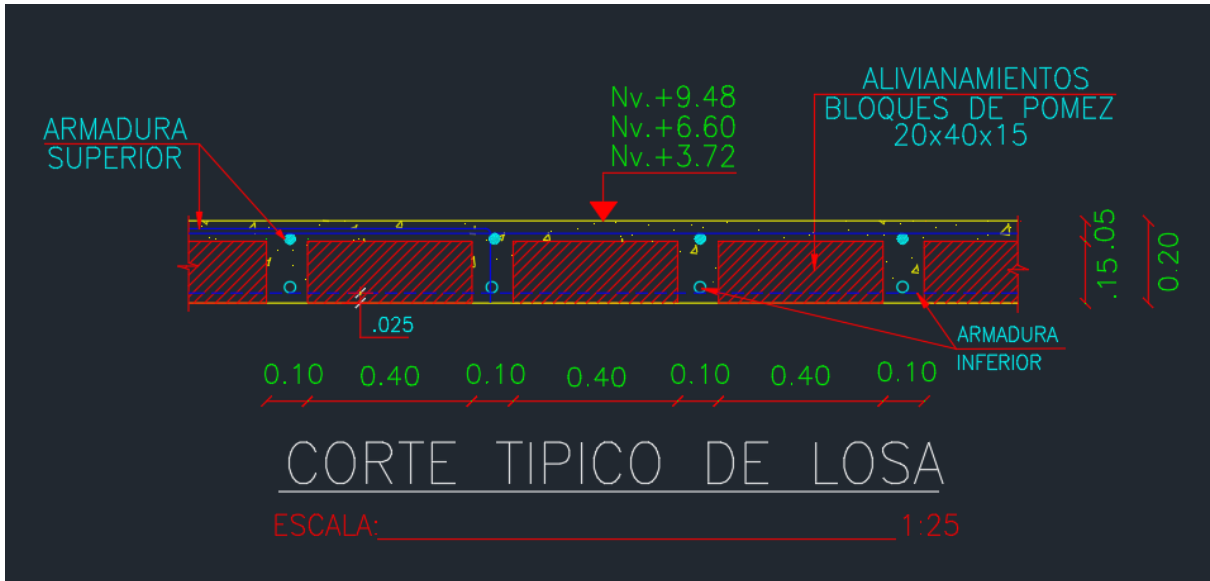 ALIVIANAMIENTOS
BLOQUES DE POMEZ
20x40x15
Nv.+9.48
Nv.+6.60
Nv.+3.72
ARMADURA
SUPERIOR
.05
.15
0.20
.025
ARMADURA
INFERIOR
0.10 0.40 0.10 0.40 0.10 0.40 0.10
CORTE TIPICO DE LOSA
ESCALA: 1:25